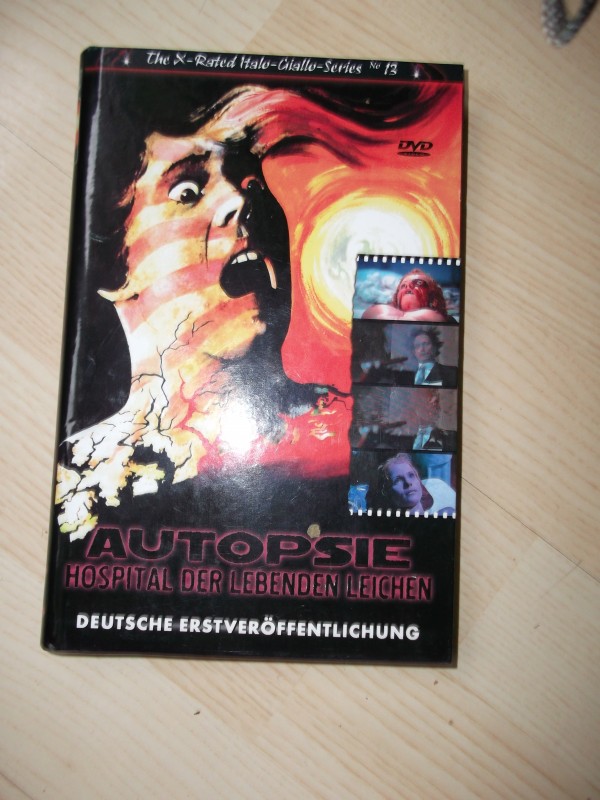 The X-Rated Italo-Giallo-Series No 13
DVD
AUTOPSIE
HOSPITAL DER LEBENDEN LEICHEN
DEUTSCHE ERSTVERÖFFENTLICHUNG